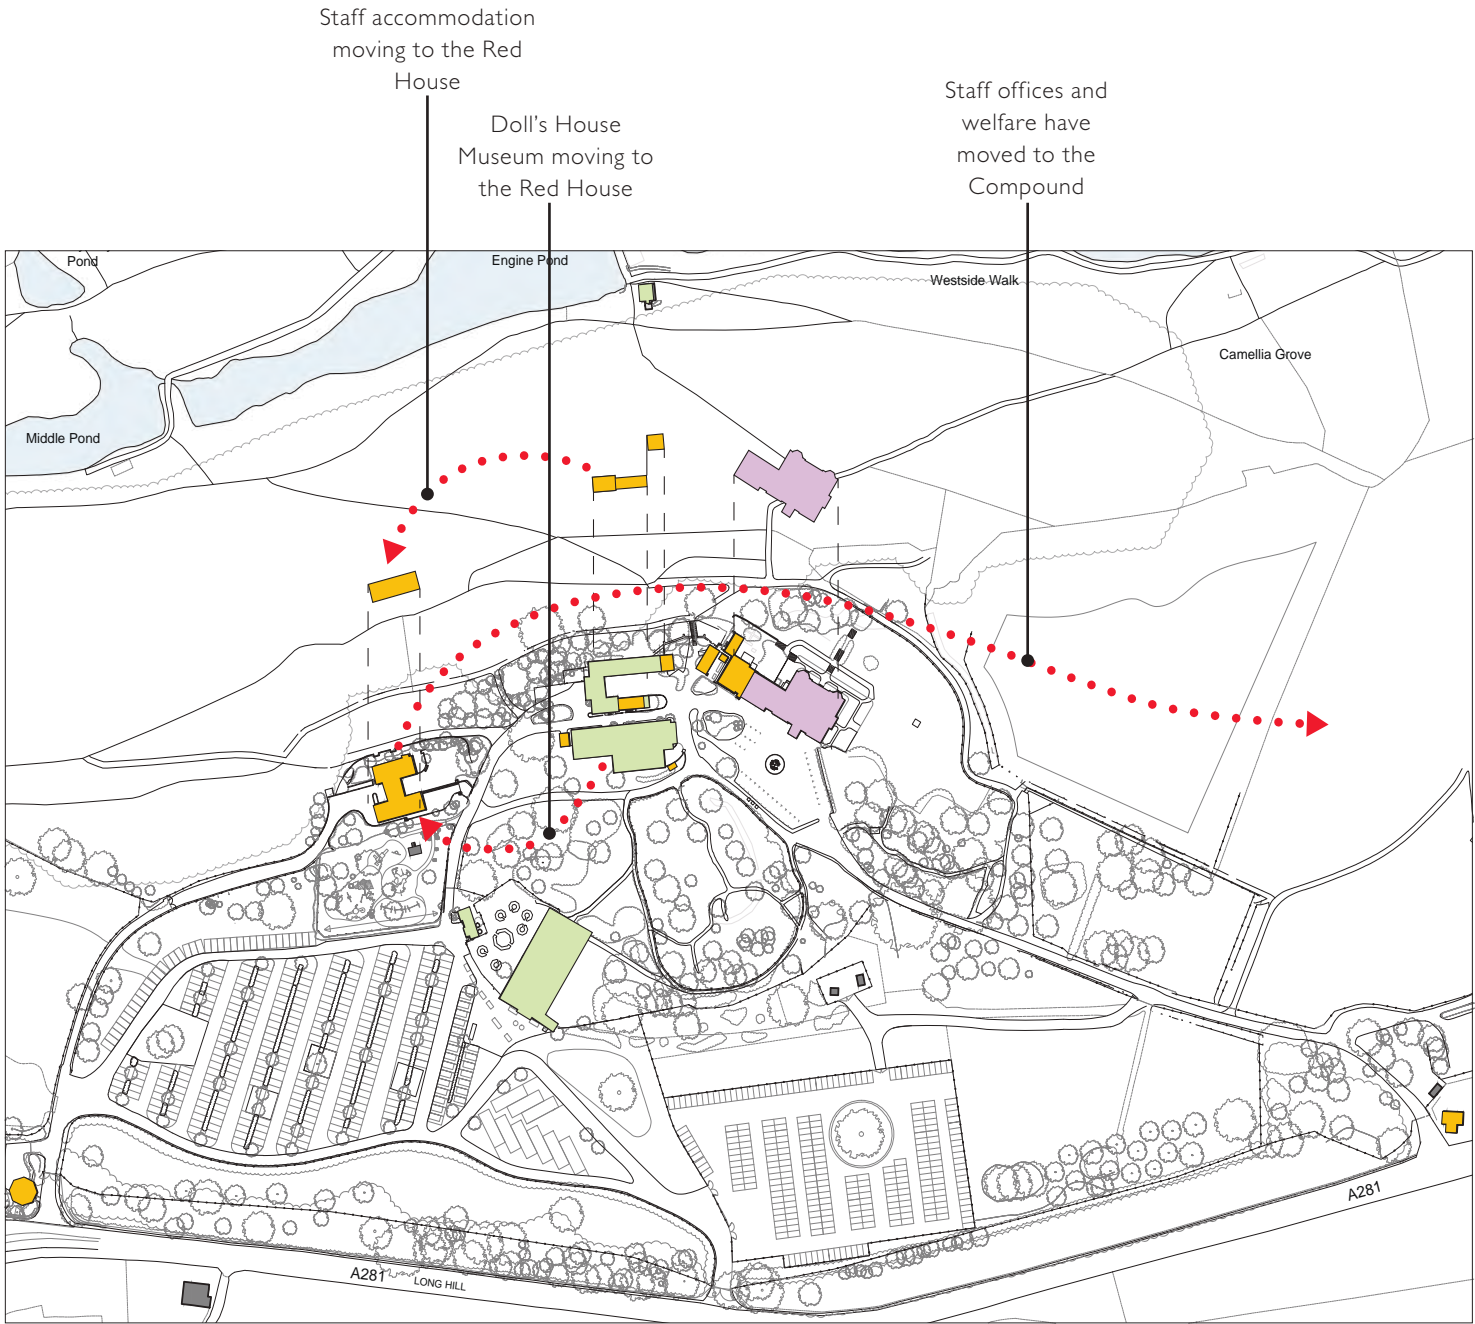 Staff accommodation
moving to the Red
House
Doll's House
Museum moving to
the Red House
Staff offices and
welfare have
moved to the
Compound
Pond
Engine Pond
Westside Walk
Camellia Grove
Middle Pond
A281
A281
LONG HILL